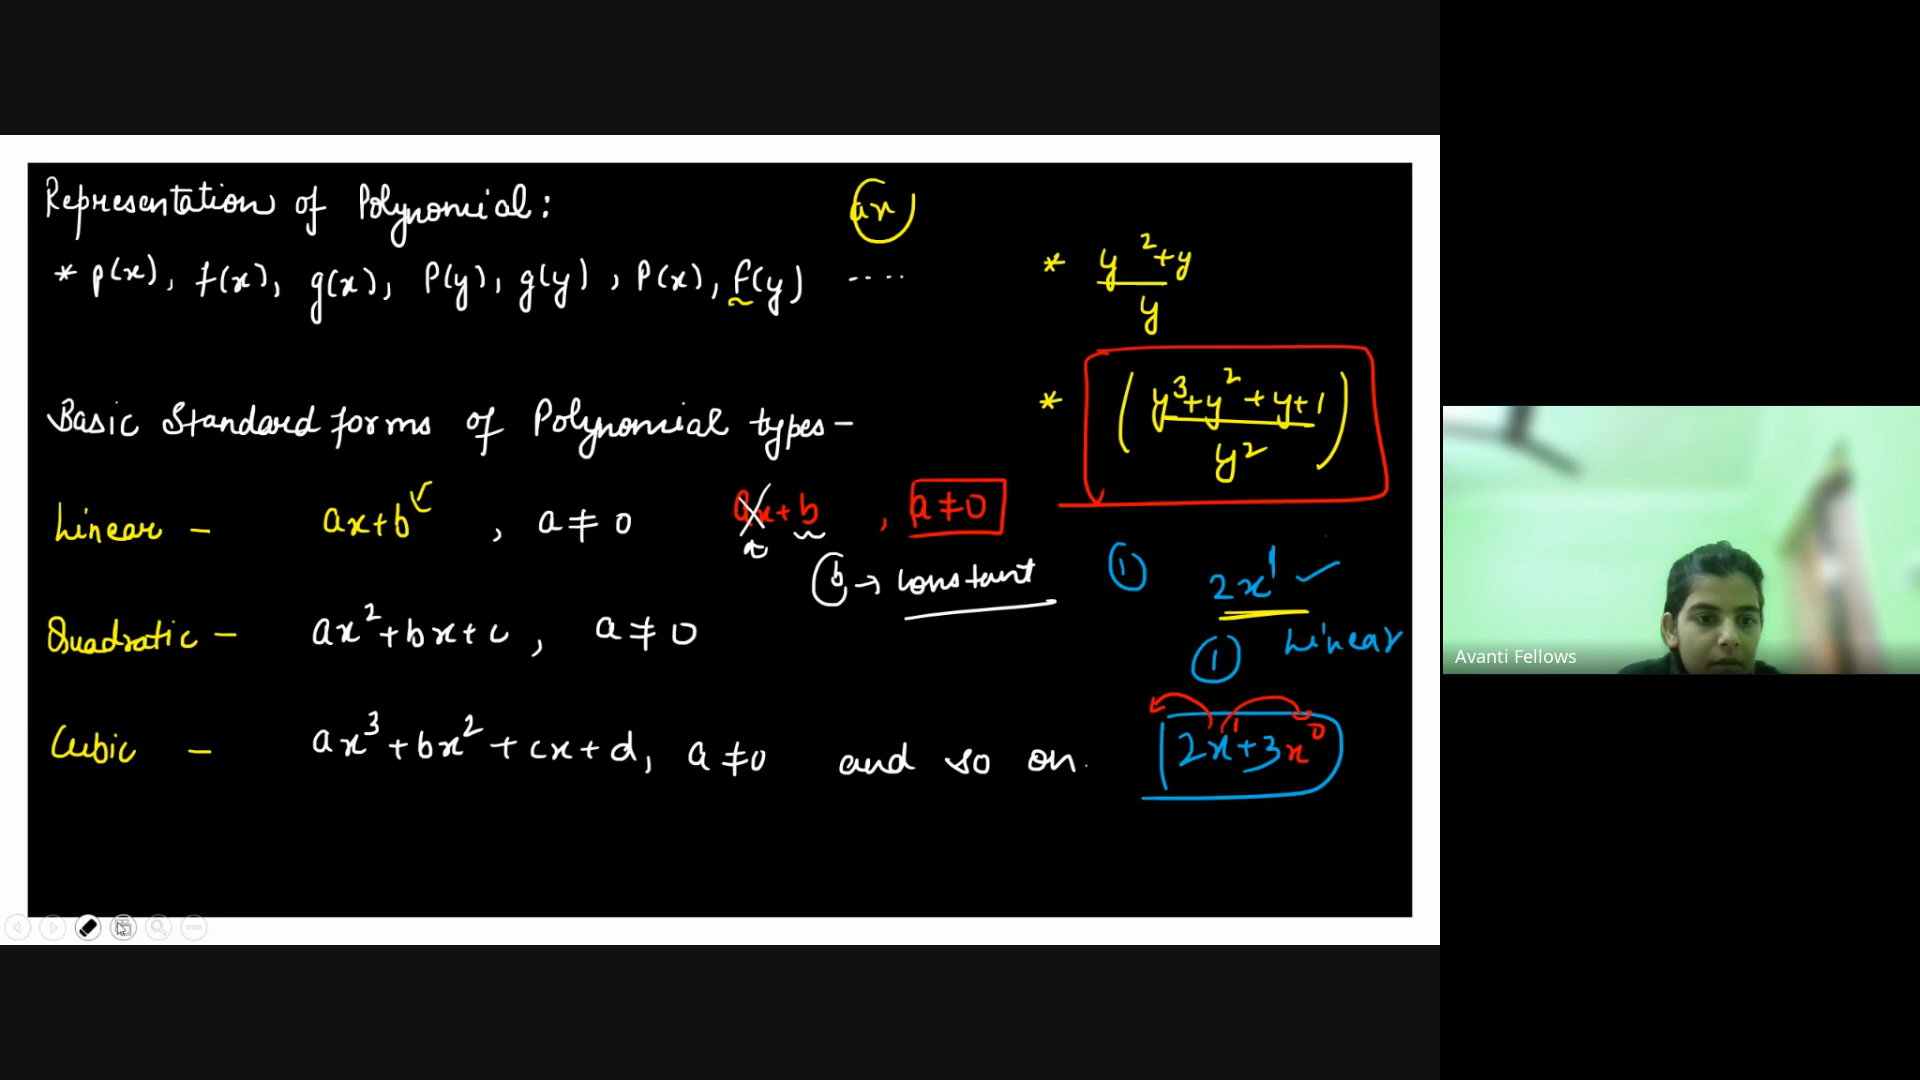 Representation of Polynomial:
ax
* p(x), f(x), g(x), P(y), g(y), P(x), f(y) ....
* y²+y / y
Basic Standard forms of Polynomial types-
* (y³+y²+y+1 / y²)
Linear - ax+b , a≠0 ax+b , a≠0
b → constant
① 2x¹ ✓
① Linear
Quadratic - ax²+bx+c , a≠0
Cubic - ax³+bx²+cx+d, a≠0 and so on.
2x¹+3x⁰
Avanti Fellows